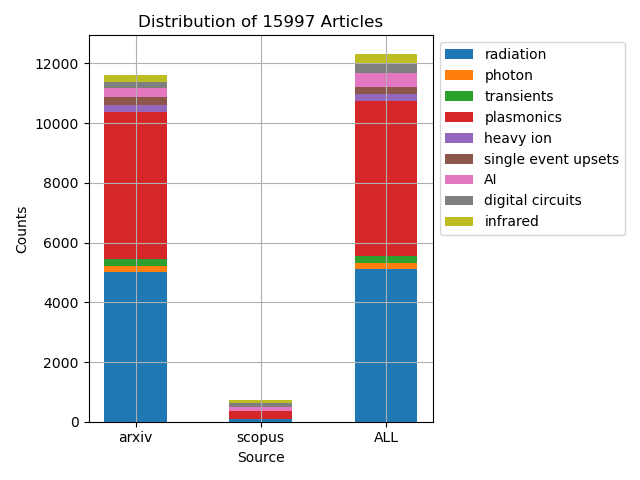 Distribution of 15997 Articles
Counts
12000
10000
8000
6000
4000
2000
0
arxiv
scopus
ALL
Source
radiation
photon
transients
plasmonics
heavy ion
single event upsets
AI
digital circuits
infrared